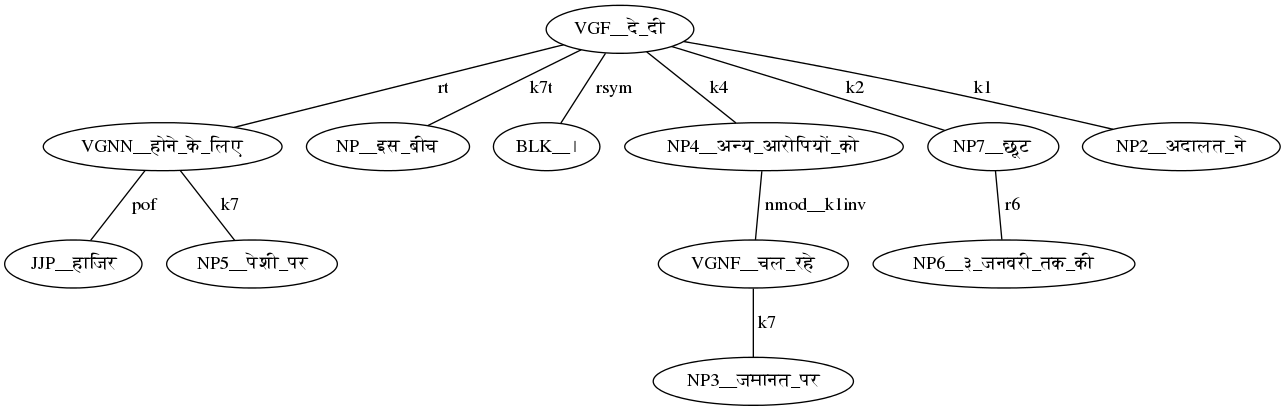 VGF__दे_दी
rt k7t rsym k4 k2 k1
VGNN__होने_के_लिए NP__इस_बीच BLK__। NP4__अन्य_आरोपियों_को NP7__छूट NP2__अदालत_ने
pof k7 nmod__k1inv r6
JJP__हाजिर NP5__पेशी_पर VGNF__चल_रहे NP6__३_जनवरी_तक_की
k7
NP3__जमानत_पर